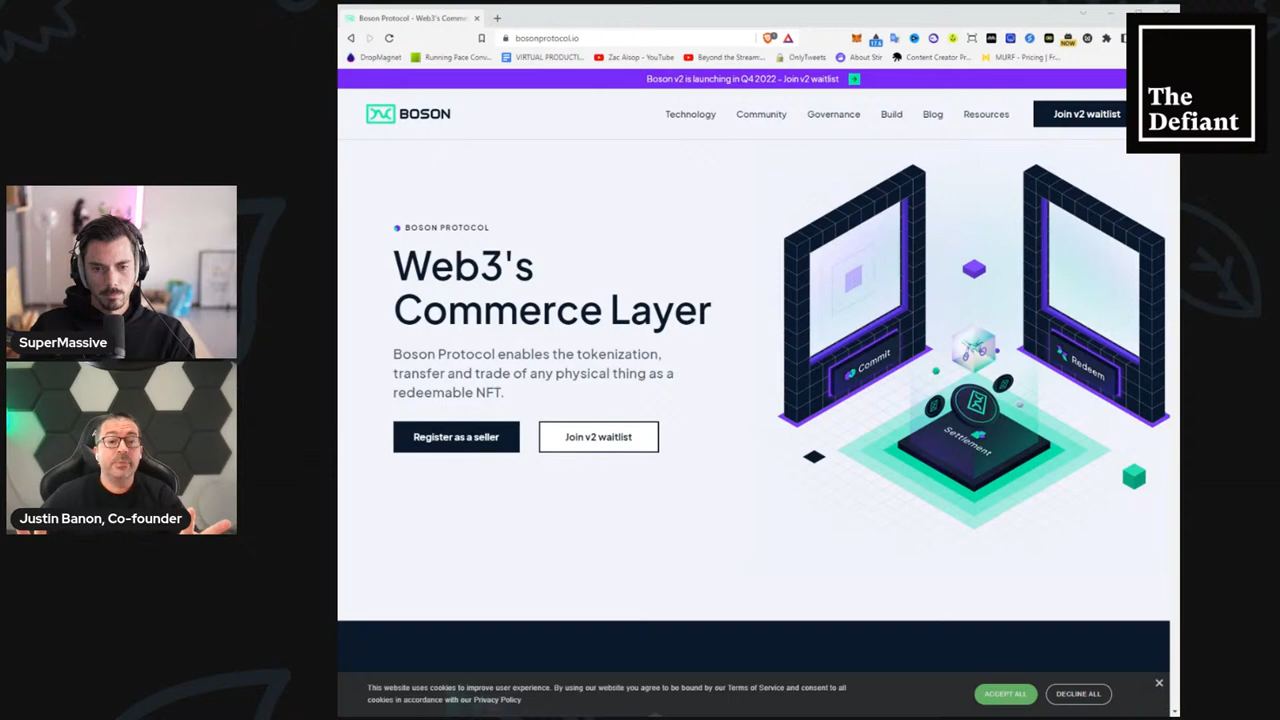 Boson Protocol - Web3's Comme
bosonprotocol.io
17.6
NOW
DropMagnet
Running Pace Conv...
VIRTUAL PRODUCTI...
Zac Alsop - YouTube
Beyond the Stream...
OnlyTweets
About Stir
Content Creator Pr...
MURF - Pricing | Fr...
Boson v2 is launching in Q4 2022 - Join v2 waitlist
BOSON
Technology
Community
Governance
Build
Blog
Resources
Join v2 waitlist
The
Defiant
BOSON PROTOCOL
Web3's
Commerce Layer
Boson Protocol enables the tokenization,
transfer and trade of any physical thing as a
redeemable NFT.
Register as a seller
Join v2 waitlist
Commit
Redeem
Settlement
SuperMassive
Justin Banon, Co-founder
This website uses cookies to improve user experience. By using our website you agree to be bound by our Terms of Service and consent to all
cookies in accordance with our Privacy Policy
ACCEPT ALL
DECLINE ALL